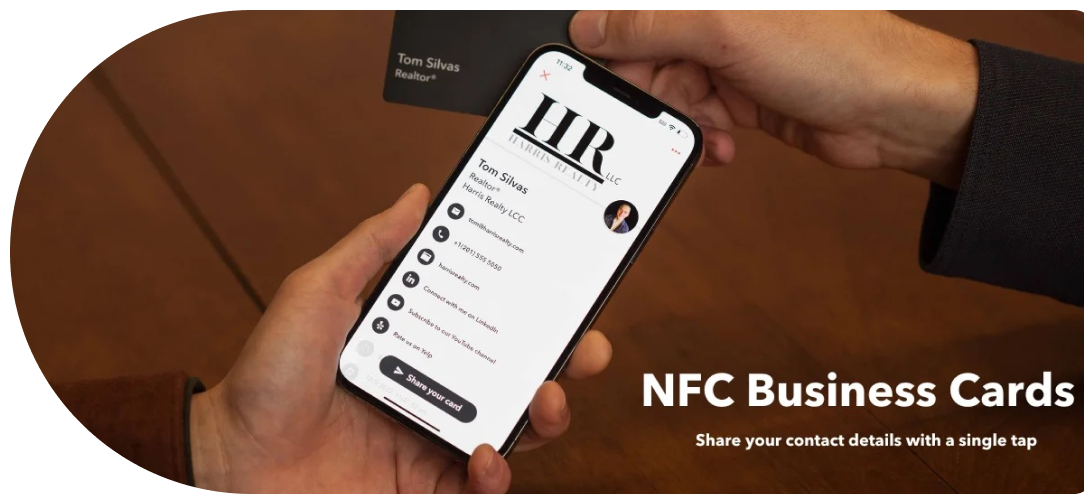 Tom Silvas
Realtor®
11:32
HR
LLC
HARRIS REALTY
Tom Silvas
Realtor®
Harris Realty LCC
tom@harrisrealty.com
+1(201) 555 5050
harrisrealty.com
Connect with me on LinkedIn
Subscribe to our YouTube channel
Rate us on Yelp
Share your card
NFC Business Cards
Share your contact details with a single tap